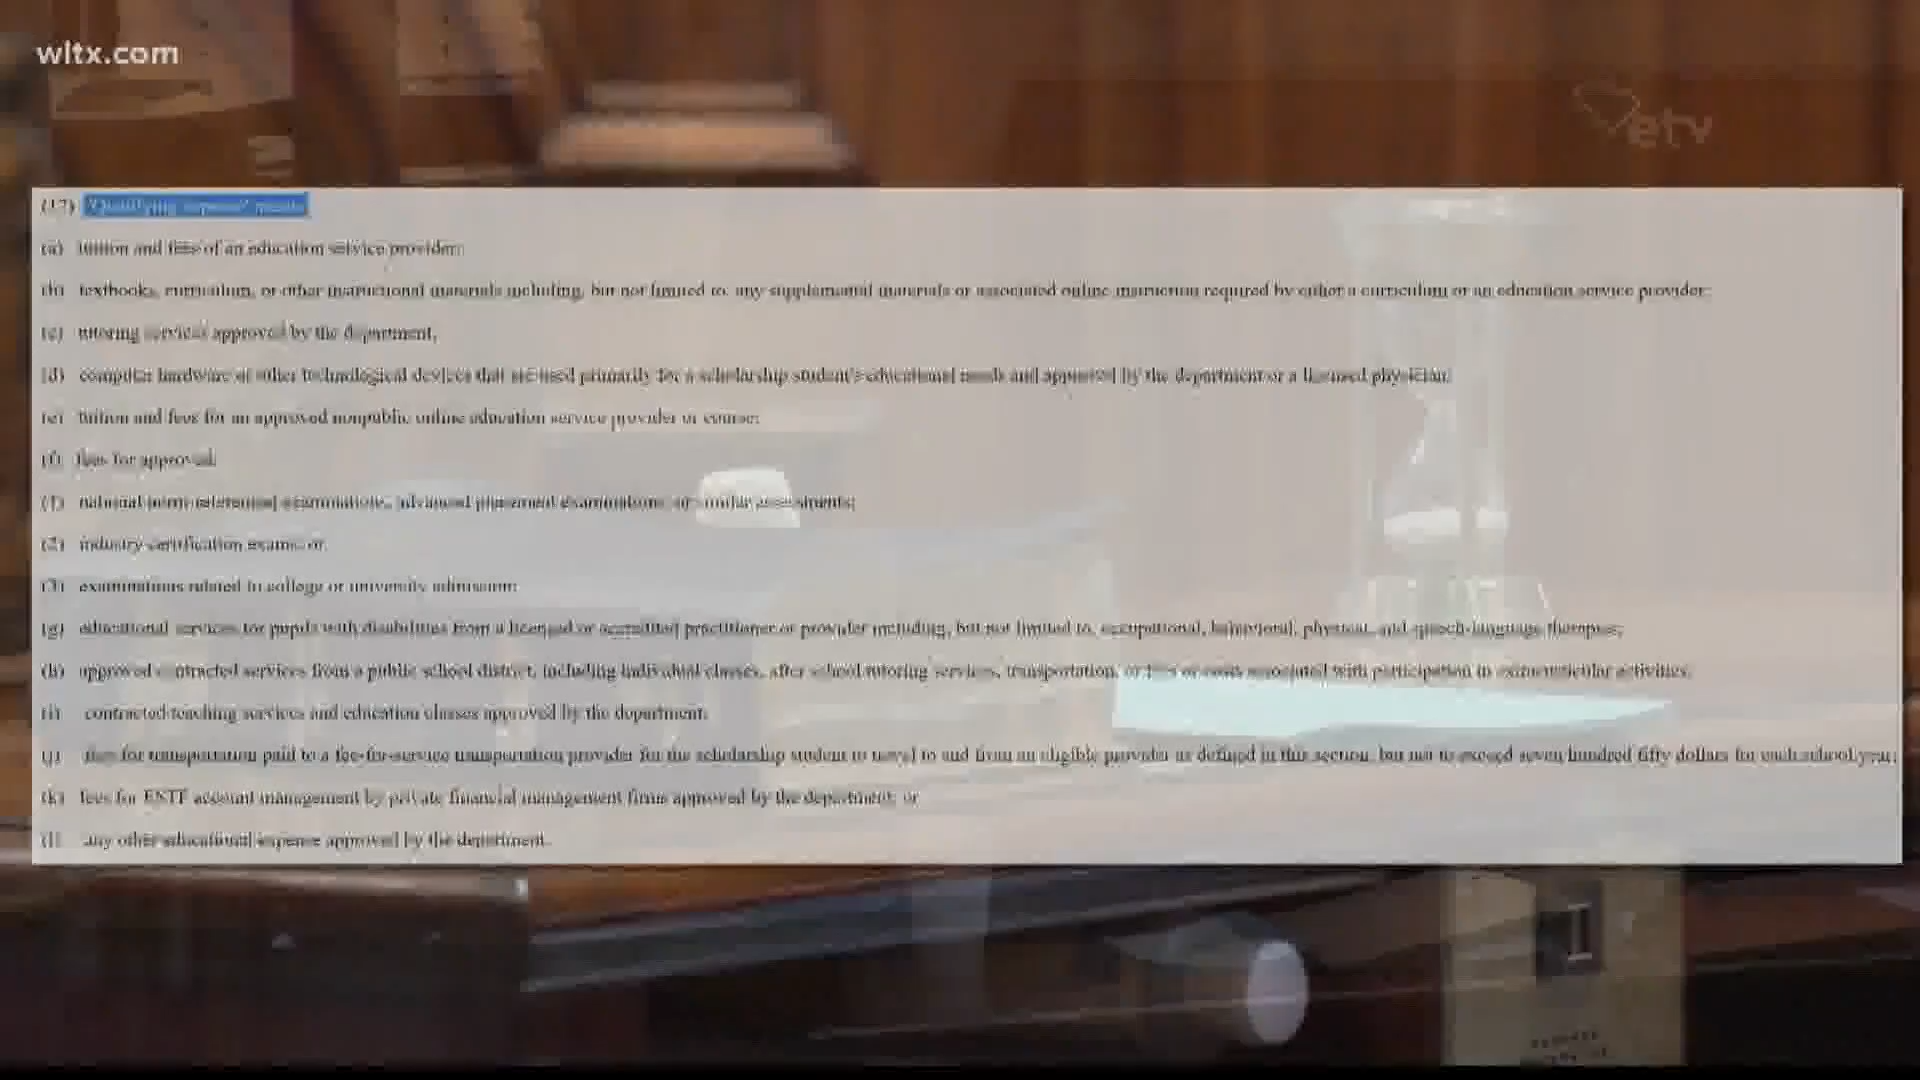 wltx.com
etv
(17) "Qualifying expense" means
(a) tuition and fees of an education service provider;
(b) textbooks, curriculum, or other instructional materials including, but not limited to, any supplemental materials or associated online instruction required by either a curriculum or an education service provider;
(c) tutoring services approved by the department;
(d) computer hardware or other technological devices that are used primarily for a scholarship student's educational needs and approved by the department or a licensed physician;
(e) tuition and fees for an approved nonpublic online education service provider or course;
(f) fees for approved:
(1) national norm-referenced examinations, advanced placement examinations, or similar assessments;
(2) industry certification exams; or
(3) examinations related to college or university admission;
(g) educational services for pupils with disabilities from a licensed or accredited practitioner or provider including, but not limited to, occupational, behavioral, physical, and speech-language therapies;
(h) approved contracted services from a public school district, including individual classes, after school tutoring services, transportation, or fees or costs associated with participation in extracurricular activities;
(i) contracted teaching services and education classes approved by the department;
(j) fees for transportation paid to a fee-for-service transportation provider for the scholarship student to travel to and from an eligible provider as defined in this section, but not to exceed seven hundred fifty dollars for each school year;
(k) fees for ESTF account management by private financial management firms approved by the department; or
(l) any other educational expense approved by the department.
I